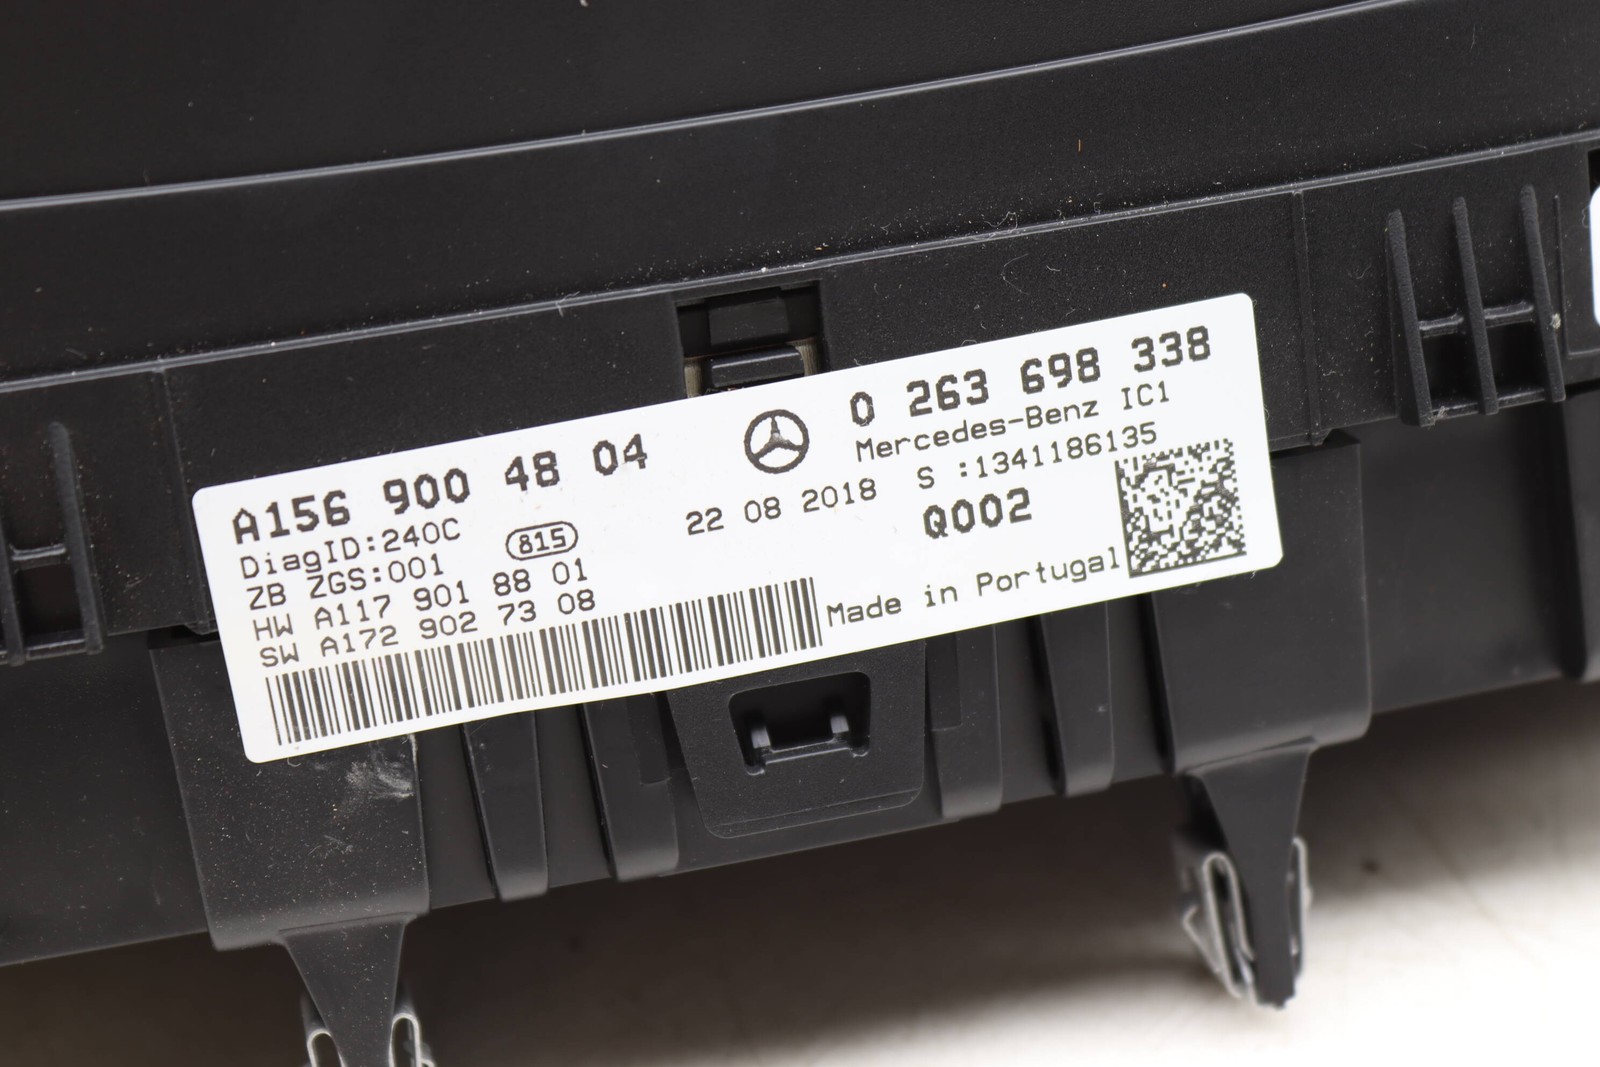 A156 900 48 04
DiagID:240C
815
ZB ZGS:001
HW A117 901 88 01
SW A172 902 73 08
22 08 2018
0 263 698 338
Mercedes-Benz IC1
S :1341186135
Q002
Made in Portugal